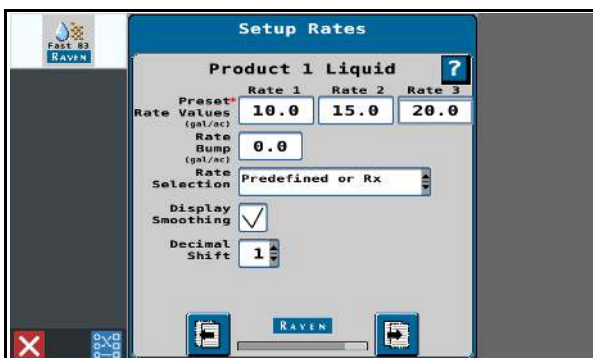 Setup Rates
Fast 83
RAVEN
Product 1 Liquid ?
Rate 1 Rate 2 Rate 3
Preset*
Rate Values 10.0 15.0 20.0
(gal/ac)
Rate
Bump 0.0
(gal/ac)
Rate
Selection Predefined or Rx
Display
Smoothing
Decimal
Shift 1
RAVEN